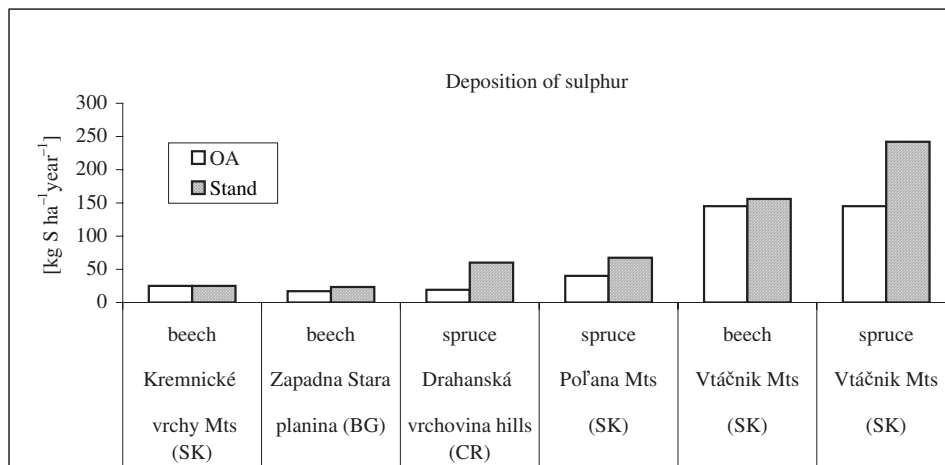 Deposition of sulphur
[kg S ha⁻¹year⁻¹]
300
250
200
150
100
50
0
OA
Stand
beech beech spruce spruce beech spruce
Kremnické Zapadna Stara Drahanská Poľana Mts Vtáčnik Mts Vtáčnik Mts
vrchy Mts planina (BG) vrchovina hills (SK) (SK) (SK)
(SK) (CR)